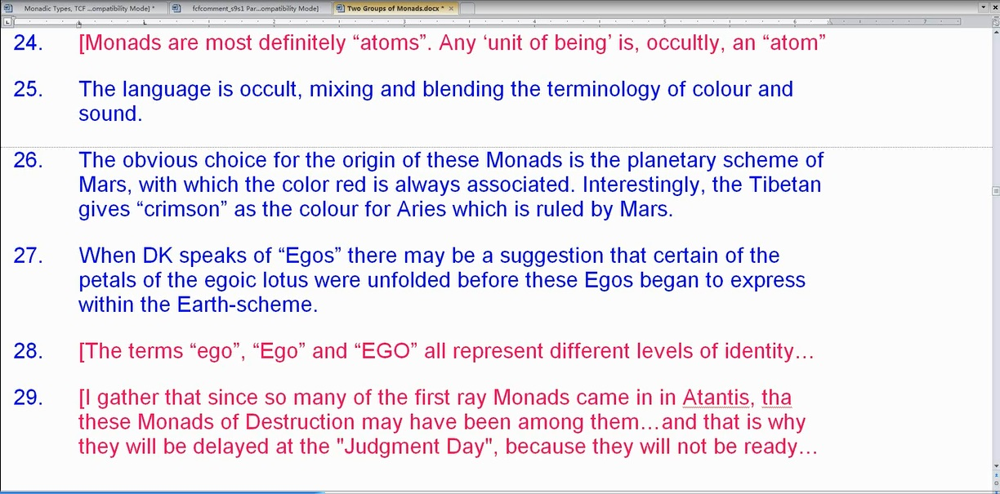 Monadic Types, TCF ...ompatibility Mode] * fcfcomment_s9s1 Par...ompatibility Mode] Two Groups of Monads.docx *
1 2 3 4 5 6 7
24. [Monads are most definitely “atoms”. Any ‘unit of being’ is, occultly, an “atom”
25. The language is occult, mixing and blending the terminology of colour and
sound.
26. The obvious choice for the origin of these Monads is the planetary scheme of
Mars, with which the color red is always associated. Interestingly, the Tibetan
gives “crimson” as the colour for Aries which is ruled by Mars.
27. When DK speaks of “Egos” there may be a suggestion that certain of the
petals of the egoic lotus were unfolded before these Egos began to express
within the Earth-scheme.
28. [The terms “ego”, “Ego” and “EGO” all represent different levels of identity…
29. [I gather that since so many of the first ray Monads came in in Atantis, tha
these Monads of Destruction may have been among them…and that is why
they will be delayed at the "Judgment Day", because they will not be ready…